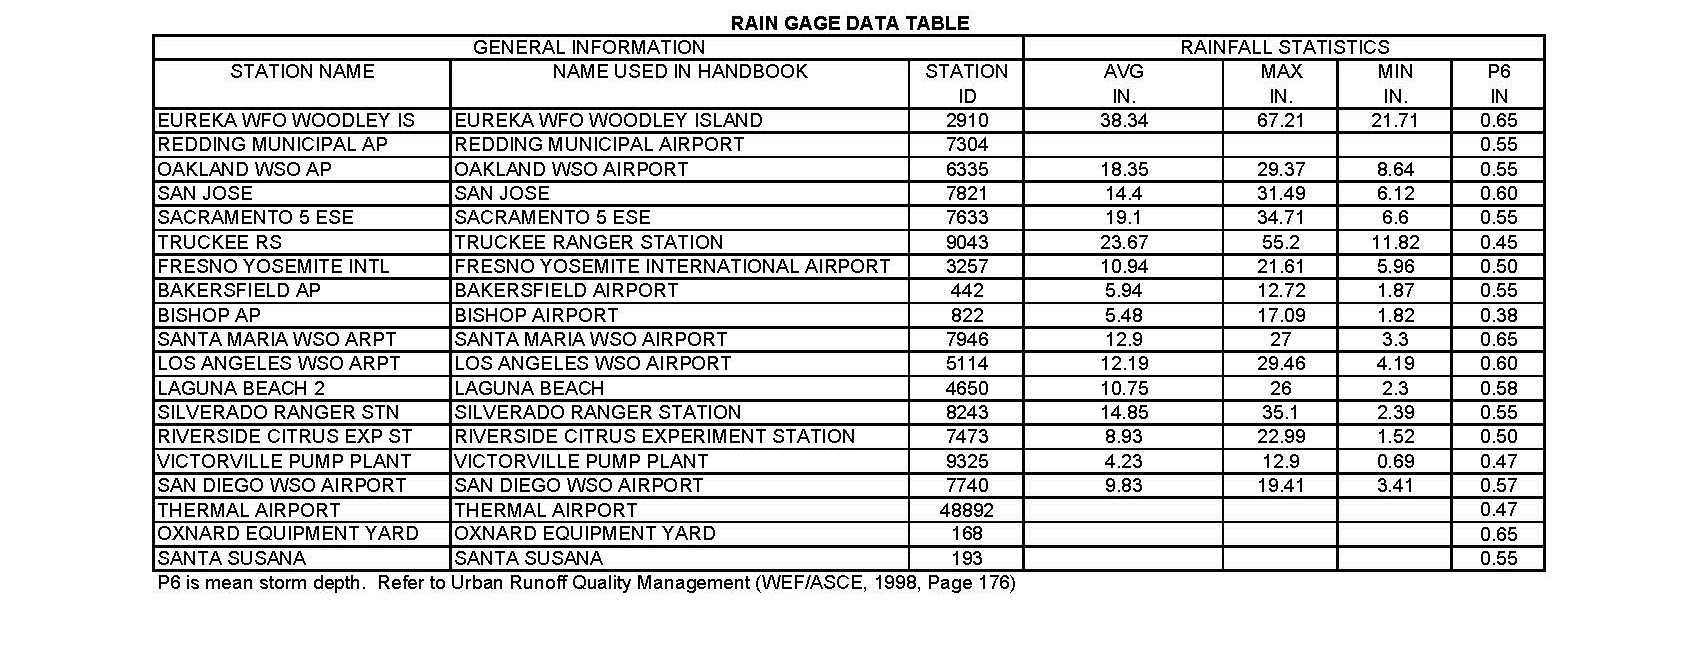 RAIN GAGE DATA TABLE
GENERAL INFORMATION RAINFALL STATISTICS
STATION NAME NAME USED IN HANDBOOK STATION AVG MAX MIN P6
ID IN. IN. IN. IN
EUREKA WFO WOODLEY IS EUREKA WFO WOODLEY ISLAND 2910 38.34 67.21 21.71 0.65
REDDING MUNICIPAL AP REDDING MUNICIPAL AIRPORT 7304 0.55
OAKLAND WSO AP OAKLAND WSO AIRPORT 6335 18.35 29.37 8.64 0.55
SAN JOSE SAN JOSE 7821 14.4 31.49 6.12 0.60
SACRAMENTO 5 ESE SACRAMENTO 5 ESE 7633 19.1 34.71 6.6 0.55
TRUCKEE RS TRUCKEE RANGER STATION 9043 23.67 55.2 11.82 0.45
FRESNO YOSEMITE INTL FRESNO YOSEMITE INTERNATIONAL AIRPORT 3257 10.94 21.61 5.96 0.50
BAKERSFIELD AP BAKERSFIELD AIRPORT 442 5.94 12.72 1.87 0.55
BISHOP AP BISHOP AIRPORT 822 5.48 17.09 1.82 0.38
SANTA MARIA WSO ARPT SANTA MARIA WSO AIRPORT 7946 12.9 27 3.3 0.65
LOS ANGELES WSO ARPT LOS ANGELES WSO AIRPORT 5114 12.19 29.46 4.19 0.60
LAGUNA BEACH 2 LAGUNA BEACH 4650 10.75 26 2.3 0.58
SILVERADO RANGER STN SILVERADO RANGER STATION 8243 14.85 35.1 2.39 0.55
RIVERSIDE CITRUS EXP ST RIVERSIDE CITRUS EXPERIMENT STATION 7473 8.93 22.99 1.52 0.50
VICTORVILLE PUMP PLANT VICTORVILLE PUMP PLANT 9325 4.23 12.9 0.69 0.47
SAN DIEGO WSO AIRPORT SAN DIEGO WSO AIRPORT 7740 9.83 19.41 3.41 0.57
THERMAL AIRPORT THERMAL AIRPORT 48892 0.47
OXNARD EQUIPMENT YARD OXNARD EQUIPMENT YARD 168 0.65
SANTA SUSANA SANTA SUSANA 193 0.55
P6 is mean storm depth. Refer to Urban Runoff Quality Management (WEF/ASCE, 1998, Page 176)